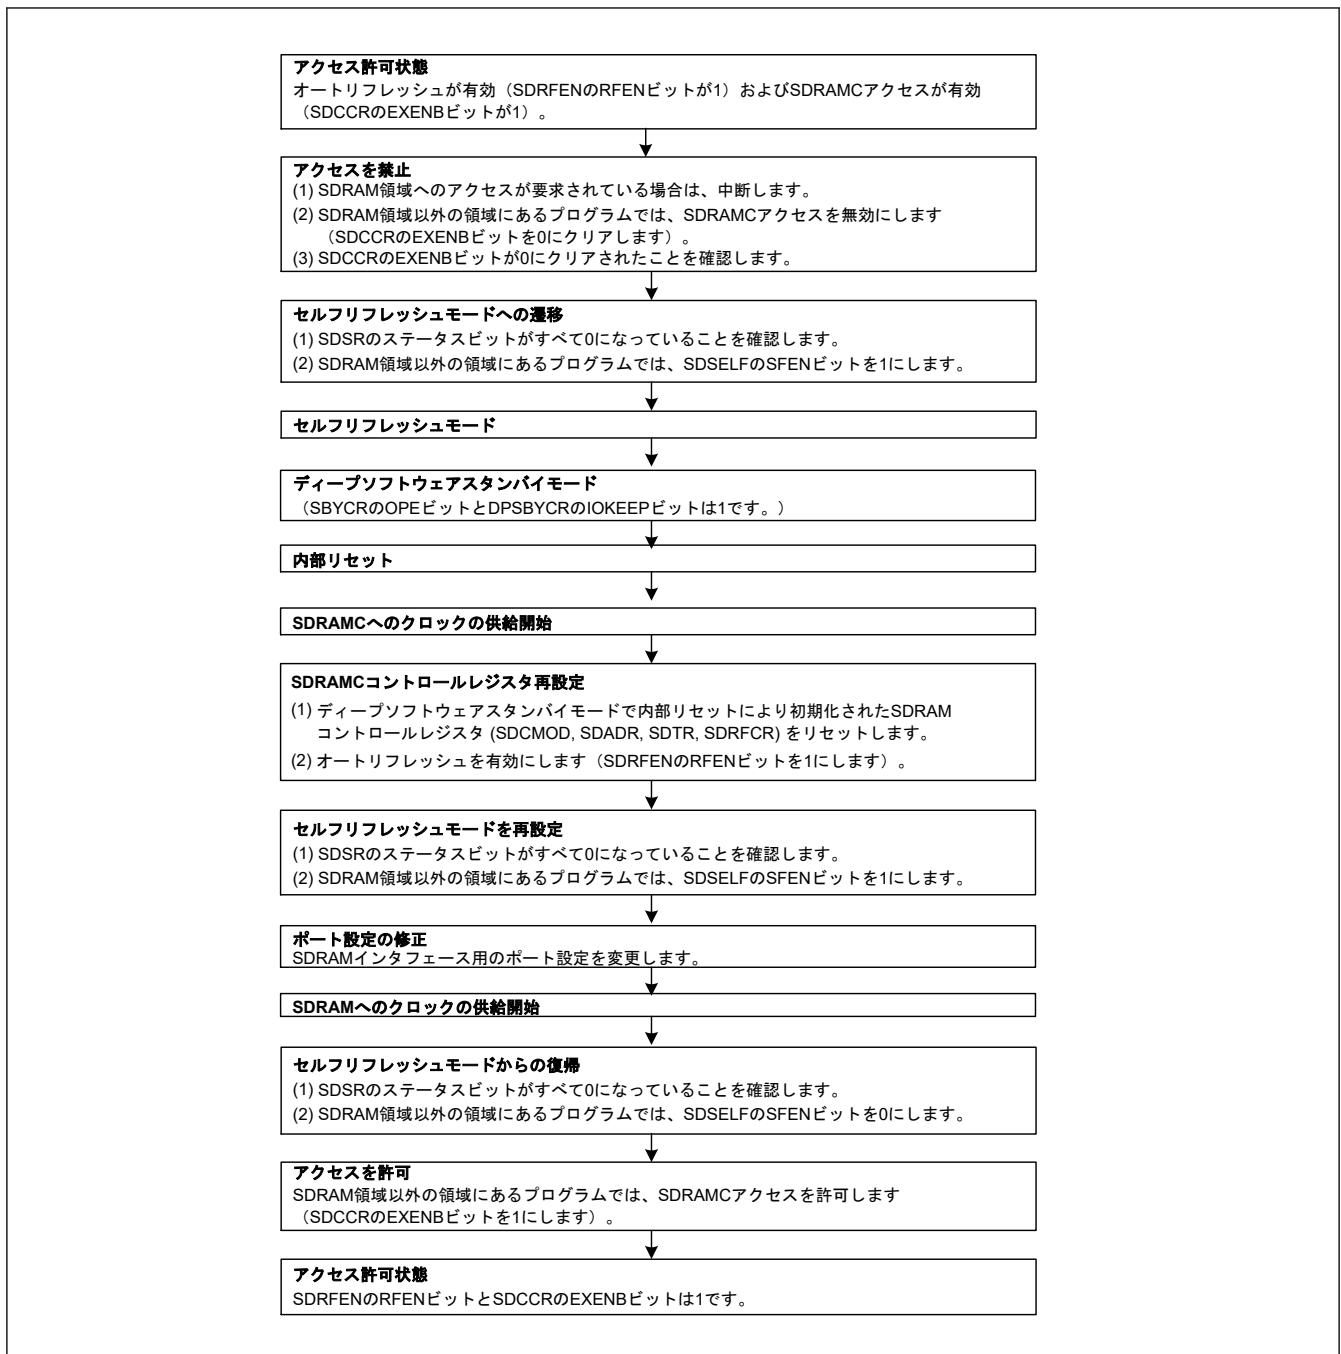 アクセス許可状態
オートリフレッシュが有効（SDRFENのRFENビットが1）およびSDRAMCアクセスが有効
（SDCCRのEXENBビットが1）。
アクセスを禁止
(1) SDRAM領域へのアクセスが要求されている場合は、中断します。
(2) SDRAM領域以外の領域にあるプログラムでは、SDRAMCアクセスを無効にします
（SDCCRのEXENBビットを0にクリアします）。
(3) SDCCRのEXENBビットが0にクリアされたことを確認します。
セルフリフレッシュモードへの遷移
(1) SDSRのステータスビットがすべて0になっていることを確認します。
(2) SDRAM領域以外の領域にあるプログラムでは、SDSELFのSFENビットを1にします。
セルフリフレッシュモード
ディープソフトウェアスタンバイモード
（SBYCRのOPEビットとDPSBYCRのIOKEEPビットは1です。）
内部リセット
SDRAMCへのクロックの供給開始
SDRAMCコントロールレジスタ再設定
(1) ディープソフトウェアスタンバイモードで内部リセットにより初期化されたSDRAM
コントロールレジスタ (SDCMOD, SDADR, SDTR, SDRFCR) をリセットします。
(2) オートリフレッシュを有効にします（SDRFENのRFENビットを1にします）。
セルフリフレッシュモードを再設定
(1) SDSRのステータスビットがすべて0になっていることを確認します。
(2) SDRAM領域以外の領域にあるプログラムでは、SDSELFのSFENビットを1にします。
ポート設定の修正
SDRAMインタフェース用のポート設定を変更します。
SDRAMへのクロックの供給開始
セルフリフレッシュモードからの復帰
(1) SDSRのステータスビットがすべて0になっていることを確認します。
(2) SDRAM領域以外の領域にあるプログラムでは、SDSELFのSFENビットを0にします。
アクセスを許可
SDRAM領域以外の領域にあるプログラムでは、SDRAMCアクセスを許可します
（SDCCRのEXENBビットを1にします）。
アクセス許可状態
SDRFENのRFENビットとSDCCRのEXENBビットは1です。